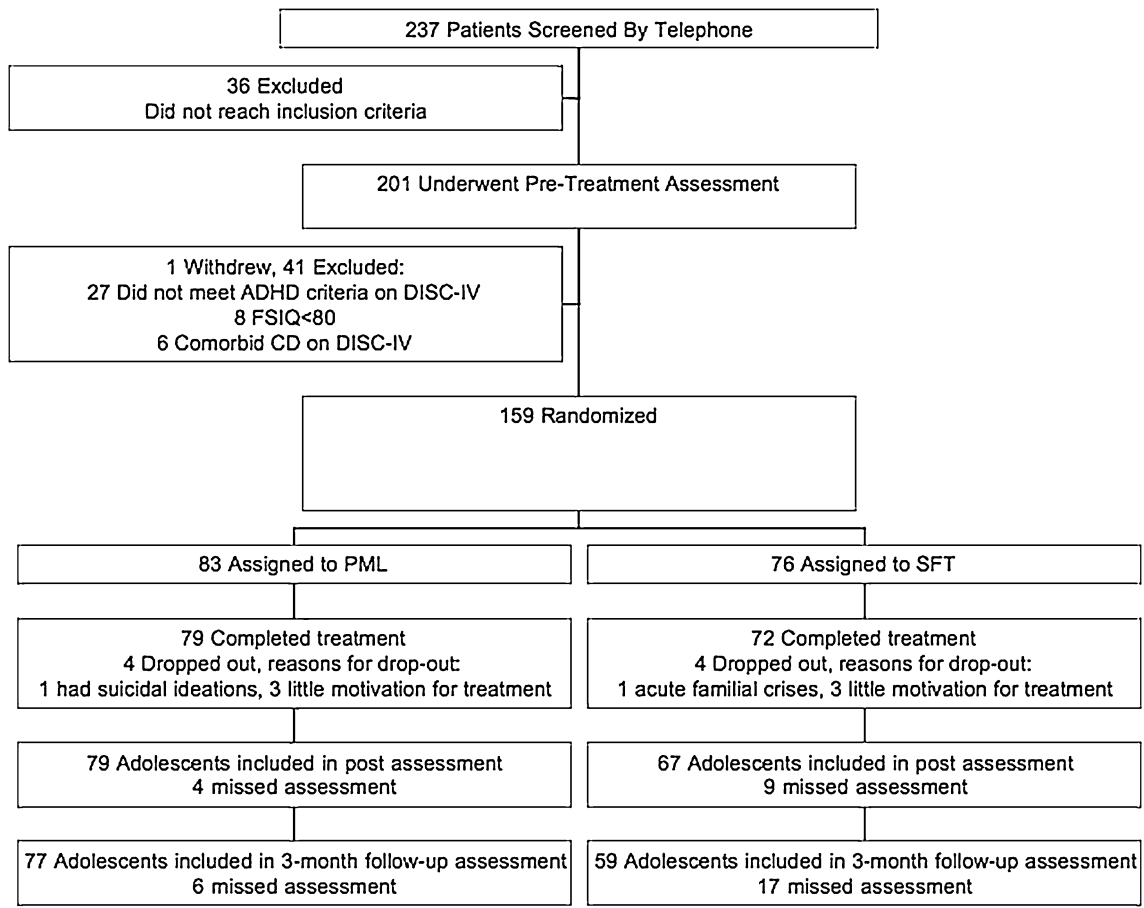 237 Patients Screened By Telephone
36 Excluded
Did not reach inclusion criteria
201 Underwent Pre-Treatment Assessment
1 Withdrew, 41 Excluded:
27 Did not meet ADHD criteria on DISC-IV
8 FSIQ<80
6 Comorbid CD on DISC-IV
159 Randomized
83 Assigned to PML
76 Assigned to SFT
79 Completed treatment
4 Dropped out, reasons for drop-out:
1 had suicidal ideations, 3 little motivation for treatment
72 Completed treatment
4 Dropped out, reasons for drop-out:
1 acute familial crises, 3 little motivation for treatment
79 Adolescents included in post assessment
4 missed assessment
67 Adolescents included in post assessment
9 missed assessment
77 Adolescents included in 3-month follow-up assessment
6 missed assessment
59 Adolescents included in 3-month follow-up assessment
17 missed assessment